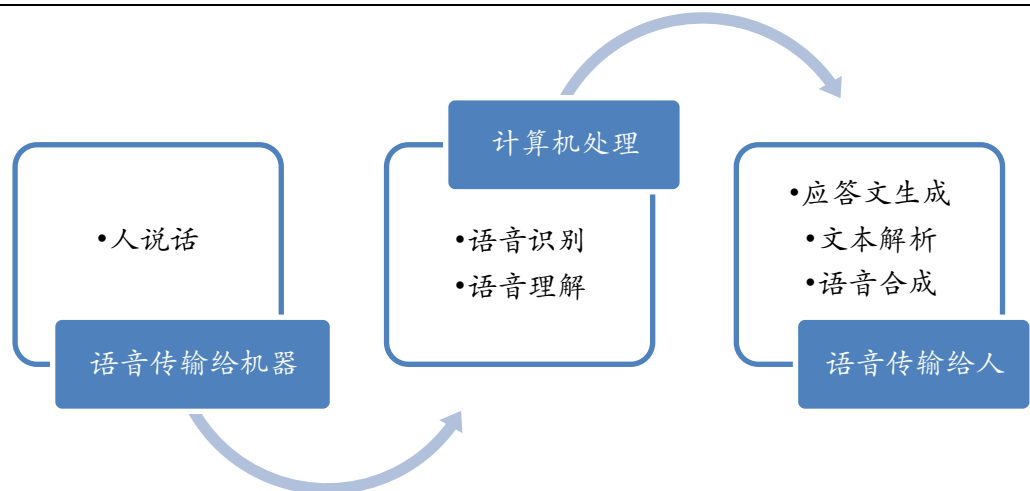 •人说话
语音传输给机器
计算机处理
•语音识别
•语音理解
•应答文生成
•文本解析
•语音合成
语音传输给人